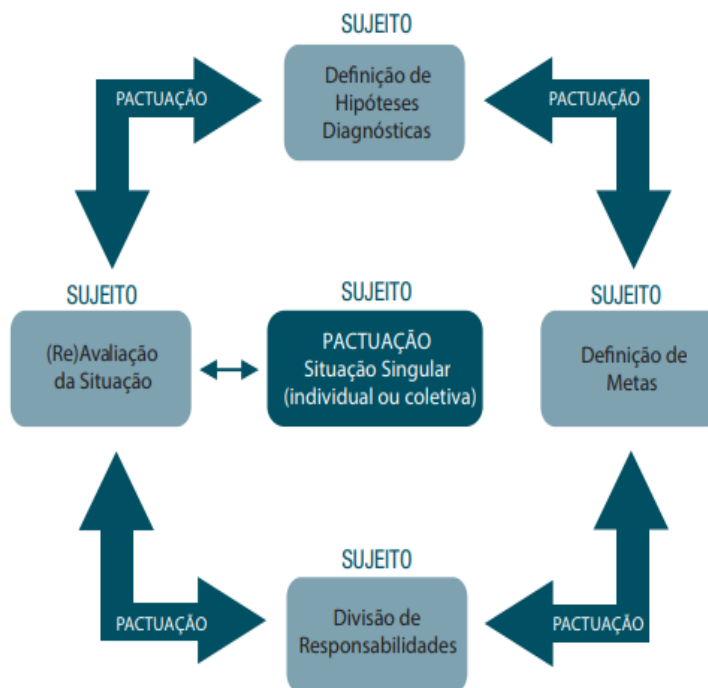 SUJEITO
Definição de
Hipóteses
Diagnósticas
PACTUAÇÃO
PACTUAÇÃO
SUJEITO
(Re)Avaliação
da Situação
SUJEITO
PACTUAÇÃO
Situação Singular
(individual ou coletiva)
SUJEITO
Definição de
Metas
SUJEITO
Divisão de
Responsabilidades
PACTUAÇÃO
PACTUAÇÃO